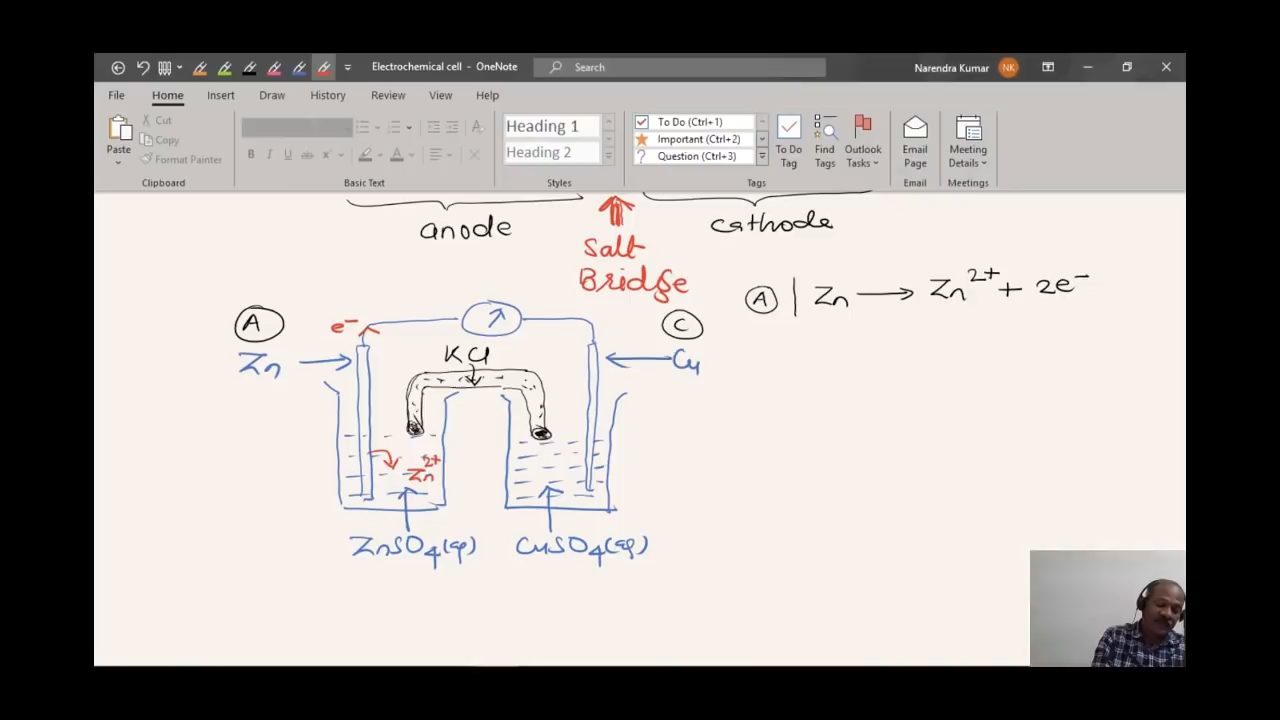 Electrochemical cell - OneNote
Search
Narendra Kumar
NK
File Home Insert Draw History Review View Help
Paste
Cut
Copy
Format Painter
Clipboard
B I U ab x
A
Basic Text
Heading 1
Heading 2
Styles
To Do (Ctrl+1)
Important (Ctrl+2)
? Question (Ctrl+3)
To Do Tag
Find Tags
Outlook Tasks
Tags
Email Page
Email
Meeting Details
Meetings
anode
cathode
Salt
Bridge
A | Zn → Zn²⁺ + 2e⁻
A
e⁻
C
Zn
KCl
Cu
Zn²⁺
ZnSO₄(aq)
CuSO₄(aq)